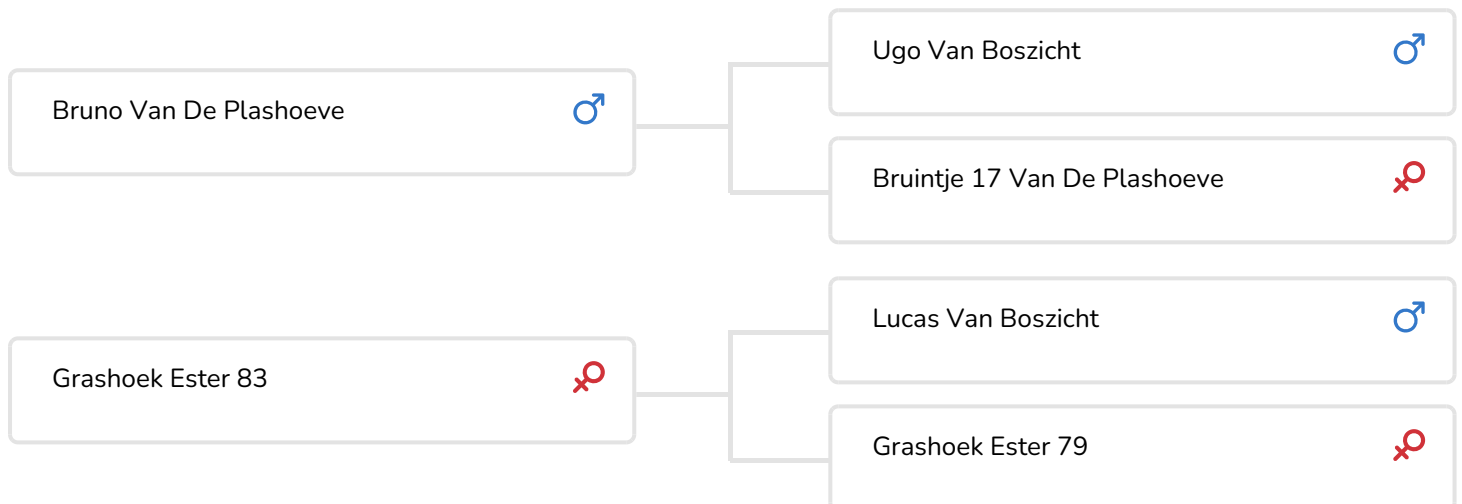 Ugo Van Boszicht
Bruno Van De Plashoeve
Bruintje 17 Van De Plashoeve
Lucas Van Boszicht
Grashoek Ester 83
Grashoek Ester 79